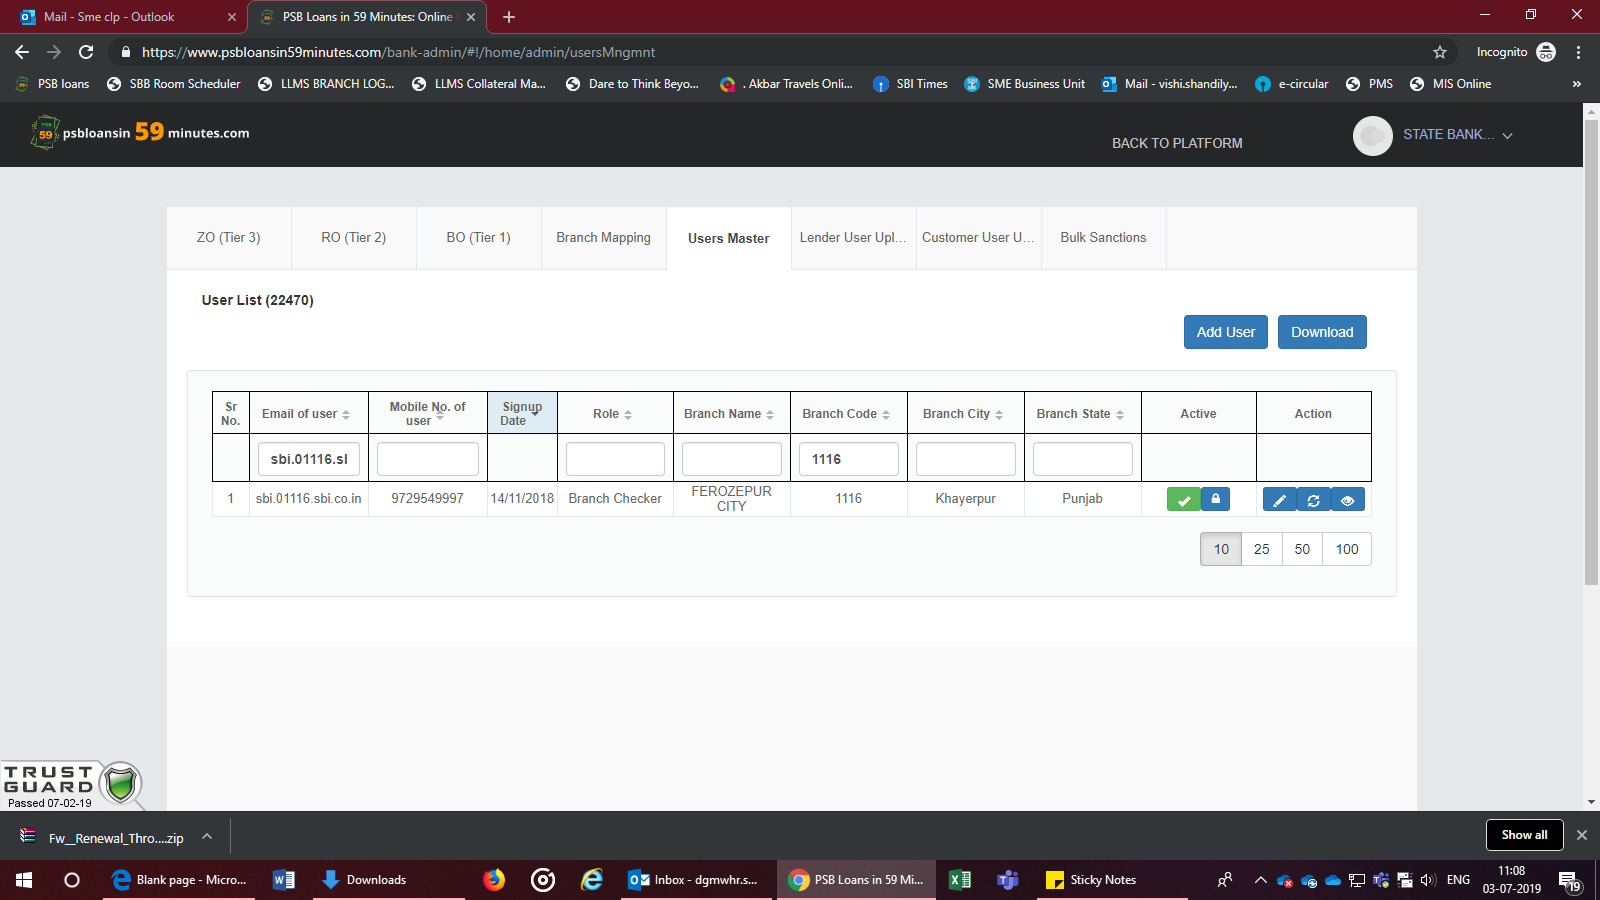 Mail - Sme clp - Outlook
PSB Loans in 59 Minutes: Online
https://www.psbloansin59minutes.com/bank-admin/#!/home/admin/usersMngmnt
Incognito
PSB loans
SBB Room Scheduler
LLMS BRANCH LOG...
LLMS Collateral Ma...
Dare to Think Beyo...
. Akbar Travels Onli...
SBI Times
SME Business Unit
Mail - vishi.shandily...
e-circular
PMS
MIS Online
»
psbloansin 59 minutes.com
BACK TO PLATFORM
STATE BANK...
ZO (Tier 3)
RO (Tier 2)
BO (Tier 1)
Branch Mapping
Users Master
Lender User Upl...
Customer User U...
Bulk Sanctions
User List (22470)
Add User
Download
Sr No.
Email of user
Mobile No. of user
Signup Date
Role
Branch Name
Branch Code
Branch City
Branch State
Active
Action
sbi.01116.sl
1116
1
sbi.01116.sbi.co.in
9729549997
14/11/2018
Branch Checker
FEROZEPUR CITY
1116
Khayerpur
Punjab
10
25
50
100
TRUST
GUARD
Passed 07-02-19
Fw__Renewal_Thro....zip
Show all
Blank page - Micro...
Downloads
Inbox - dgmwhr.s...
PSB Loans in 59 Mi...
Sticky Notes
ENG
11:08
03-07-2019
19